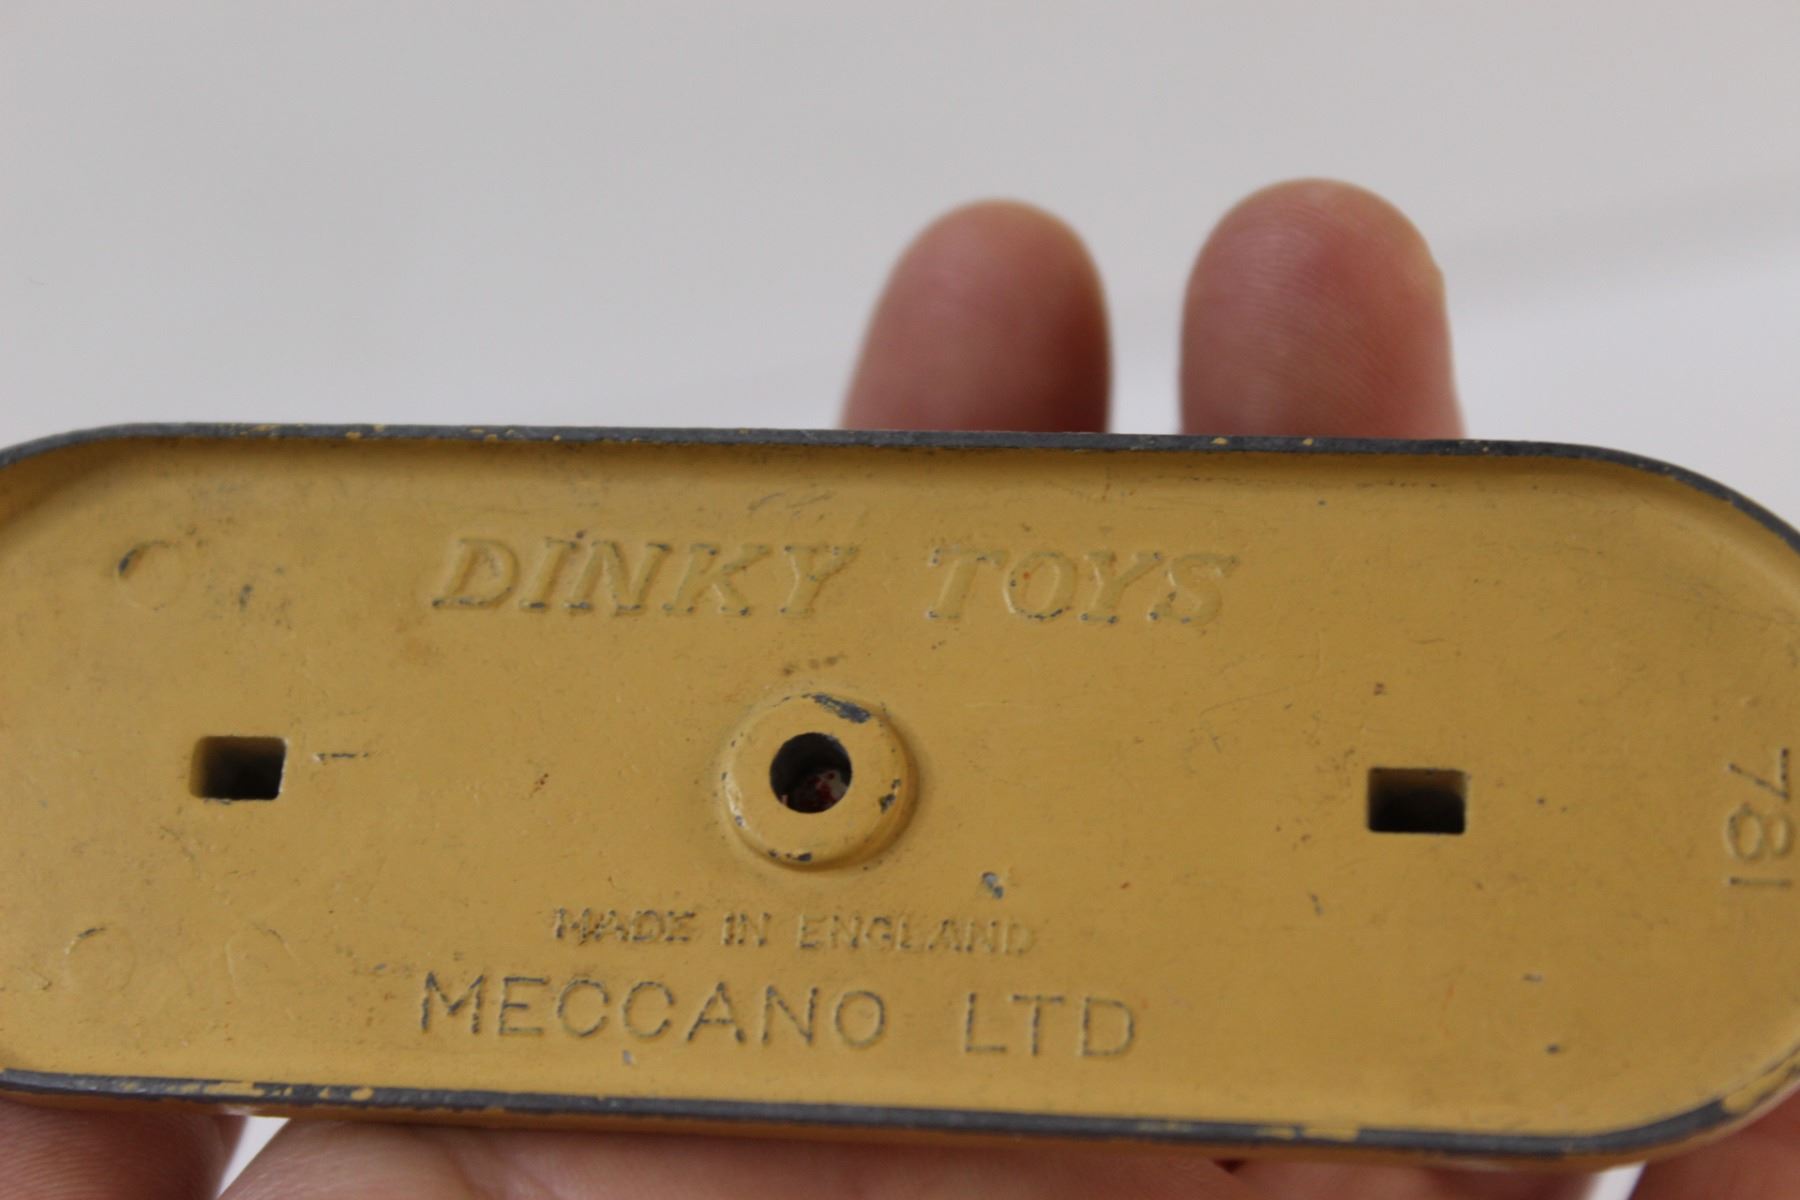 DINKY TOYS
MADE IN ENGLAND
MECCANO LTD
781